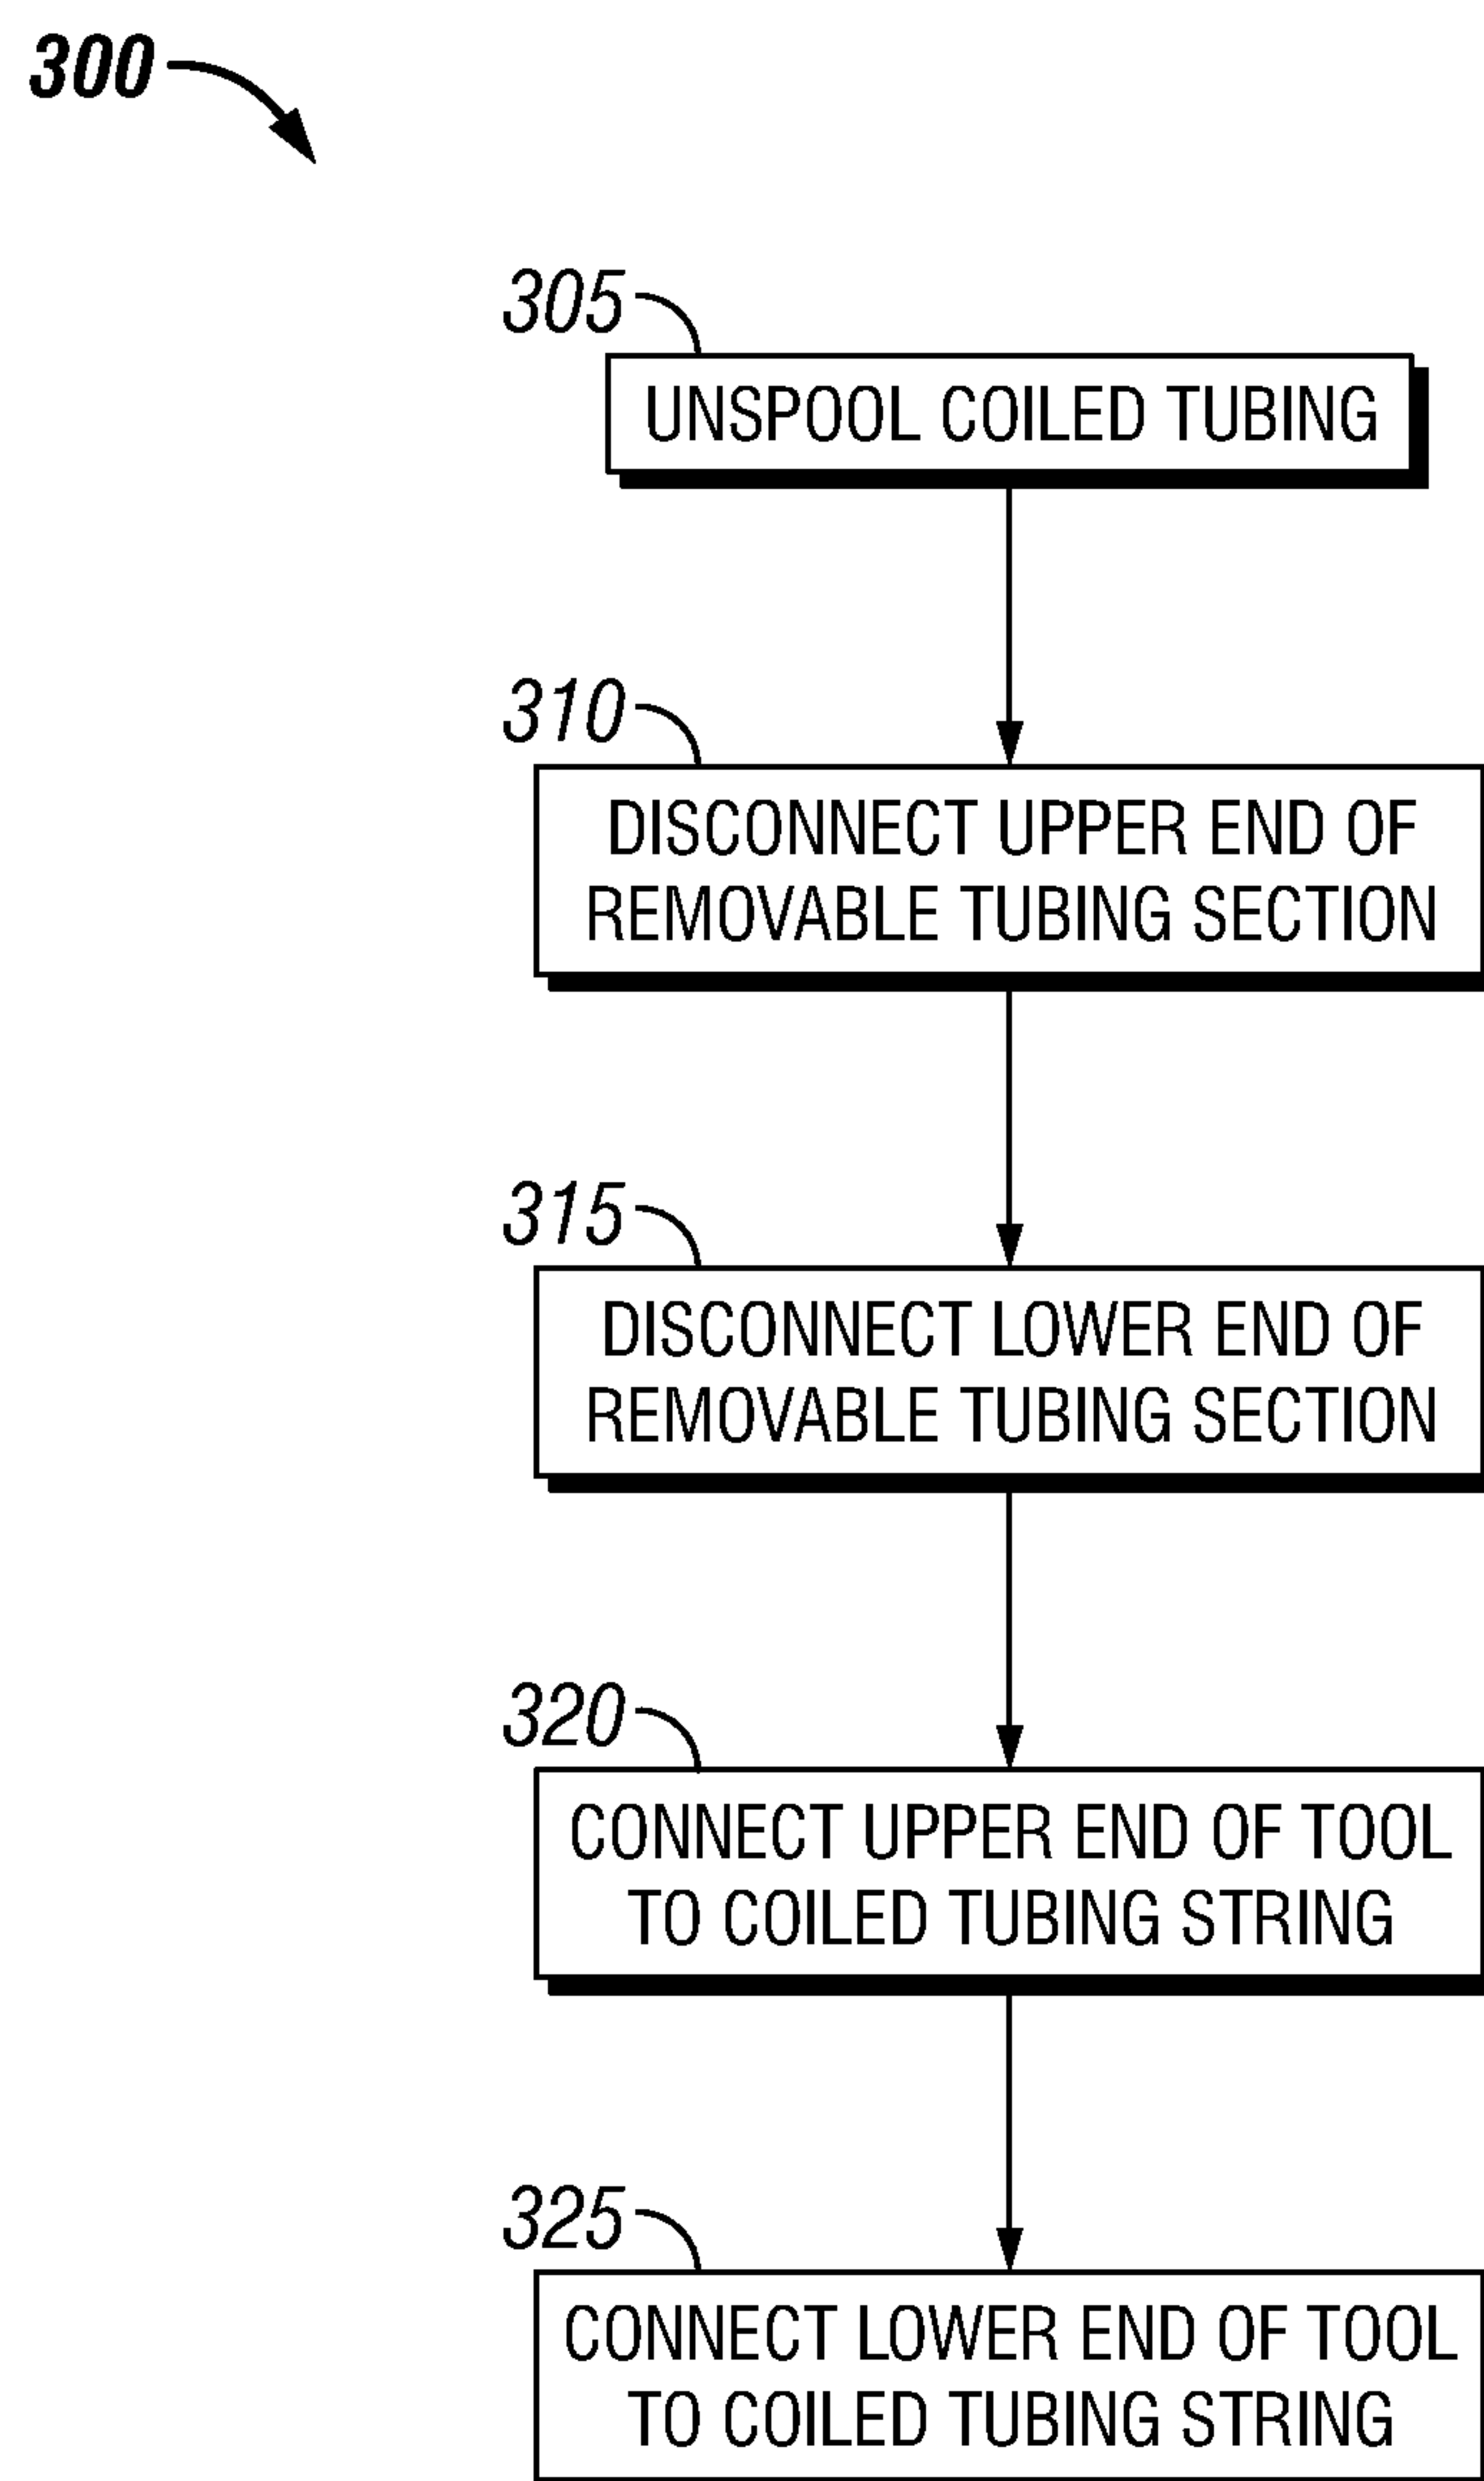 300
305
UNSPOOL COILED TUBING
310
DISCONNECT UPPER END OF
REMOVABLE TUBING SECTION
315
DISCONNECT LOWER END OF
REMOVABLE TUBING SECTION
320
CONNECT UPPER END OF TOOL
TO COILED TUBING STRING
325
CONNECT LOWER END OF TOOL
TO COILED TUBING STRING